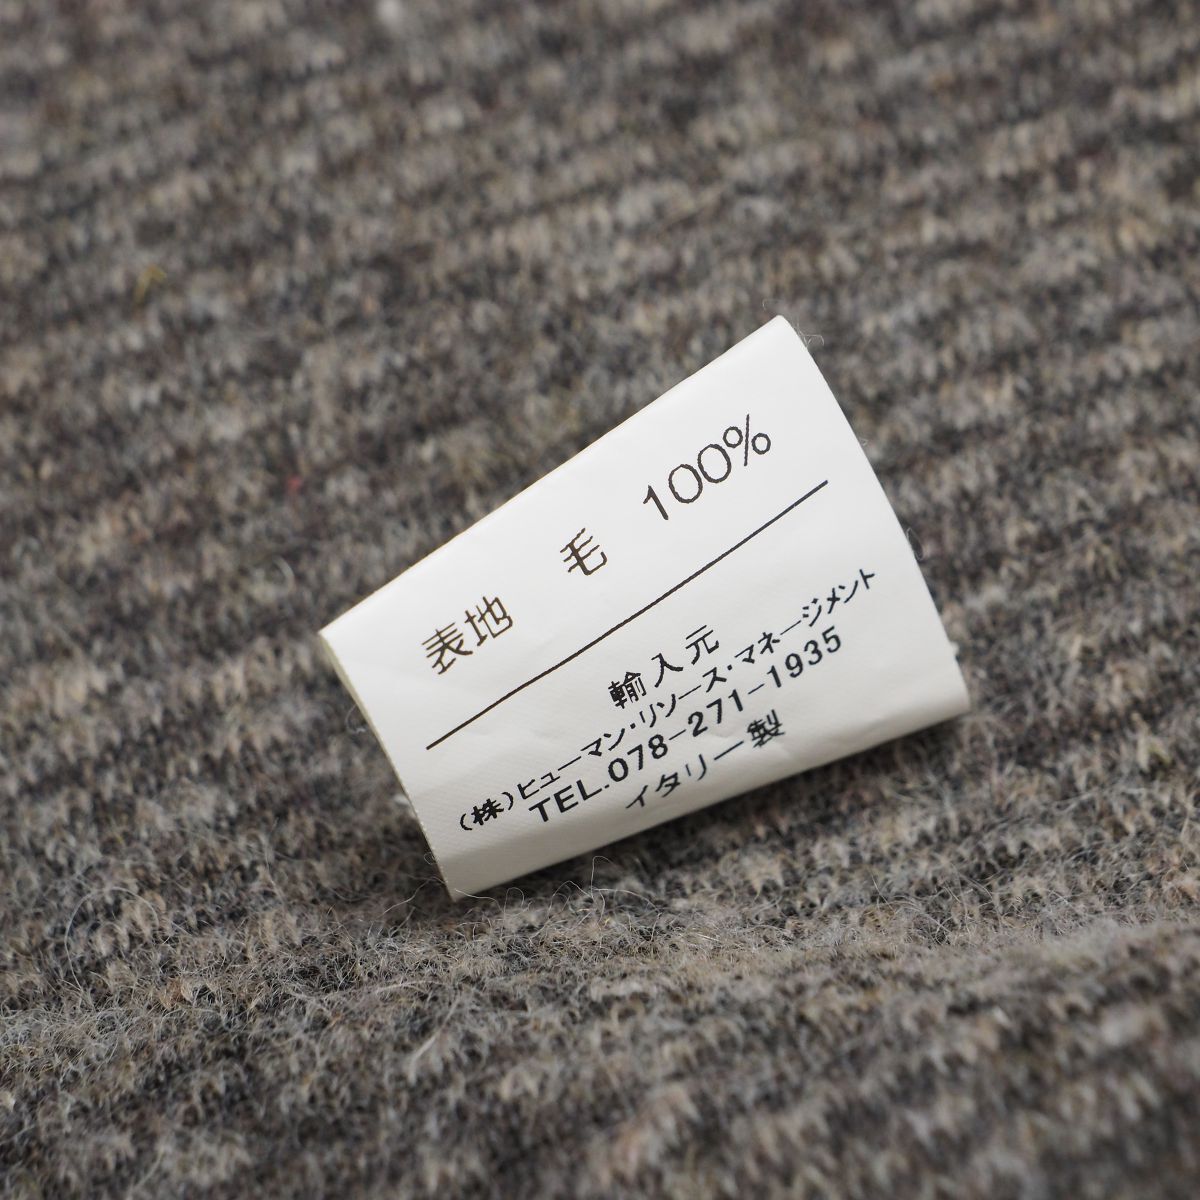 表地 毛 100%
輸入元
(株)ヒューマン・リソース・マネージメント
TEL.078-271-1935
イタリー製